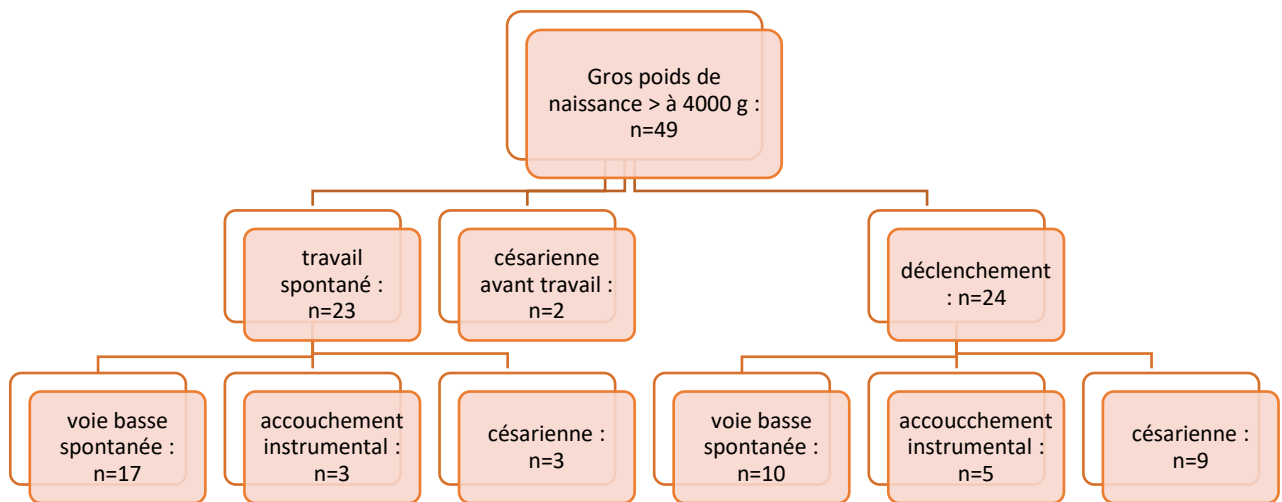 Gros poids de
naissance > à 4000 g :
n=49
travail
spontané :
n=23
césarienne
avant travail :
n=2
déclenchement
: n=24
voie basse
spontanée :
n=17
accouchement
instrumental :
n=3
césarienne :
n=3
voie basse
spontanée :
n=10
accoucchement
instrumental :
n=5
césarienne :
n=9